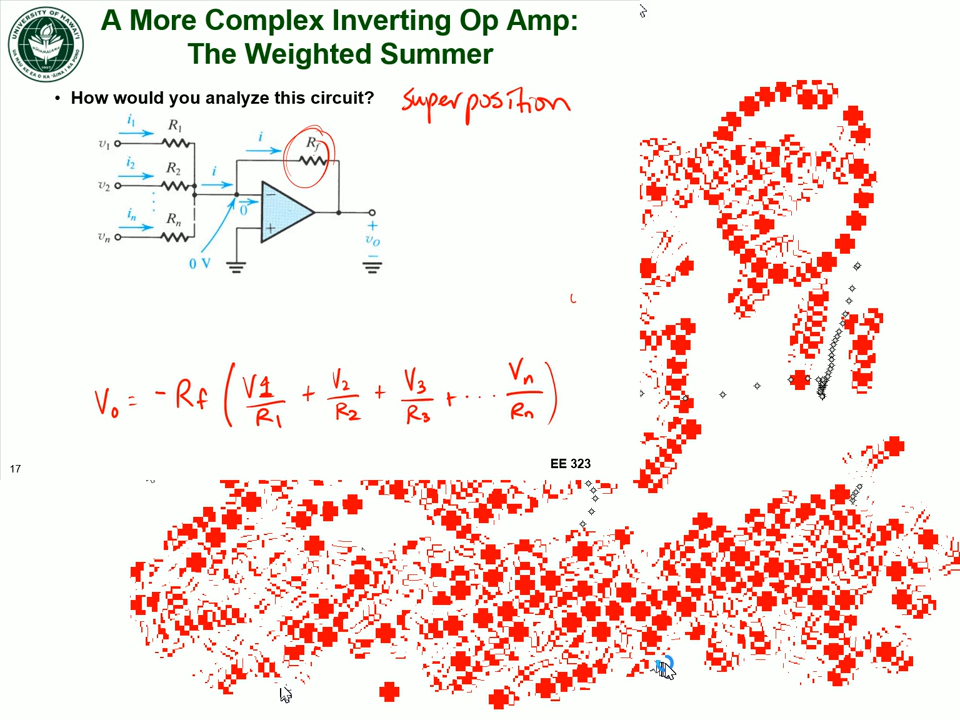 A More Complex Inverting Op Amp:
The Weighted Summer
• How would you analyze this circuit?
superposition
i1 R1
v1
i2 R2
v2
in Rn
vn
i
i Rf
0
−
+
0 V
+
vO
−
V0 = - Rf ( V1/R1 + V2/R2 + V3/R3 + ... Vn/Rn )
EE 323
17